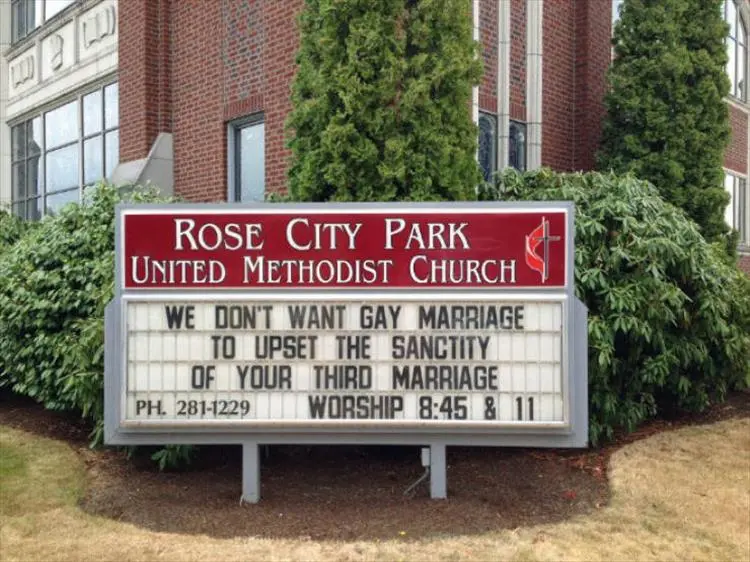 Rose City Park
United Methodist Church
WE DON'T WANT GAY MARRIAGE
TO UPSET THE SANCTITY
OF YOUR THIRD MARRIAGE
PH. 281-1229 WORSHIP 8:45 & 11